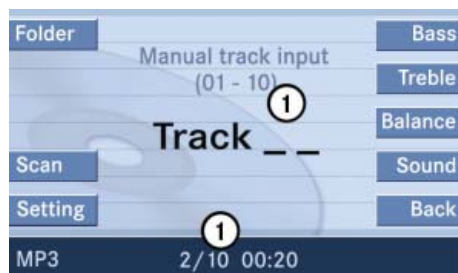 Folder
Bass
Manual track input
(01 - 10)
Treble
1
Track _ _
Balance
Scan
Sound
Setting
Back
1
MP3
2/10 00:20